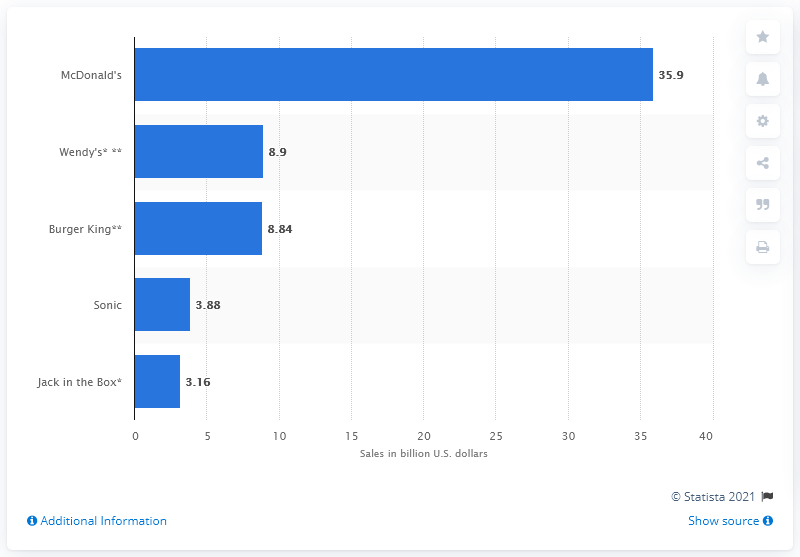 McDonald's
35.9
Wendy's* **
8.9
Burger King**
8.84
Sonic
3.88
Jack in the Box*
3.16
0 5 10 15 20 25 30 35 40
Sales in billion U.S. dollars
© Statista 2021
Additional Information
Show source